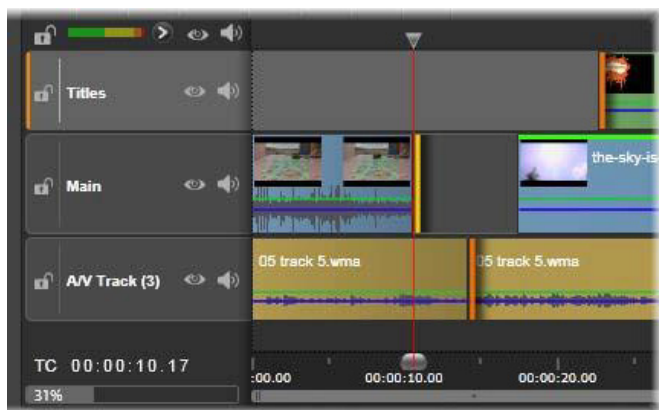 Titles
Main
the-sky-is
A/V Track (3)
05 track 5.wma
05 track 5.wma
TC 00:00:10.17
:00.00
00:00:10.00
00:00:20.00
31%